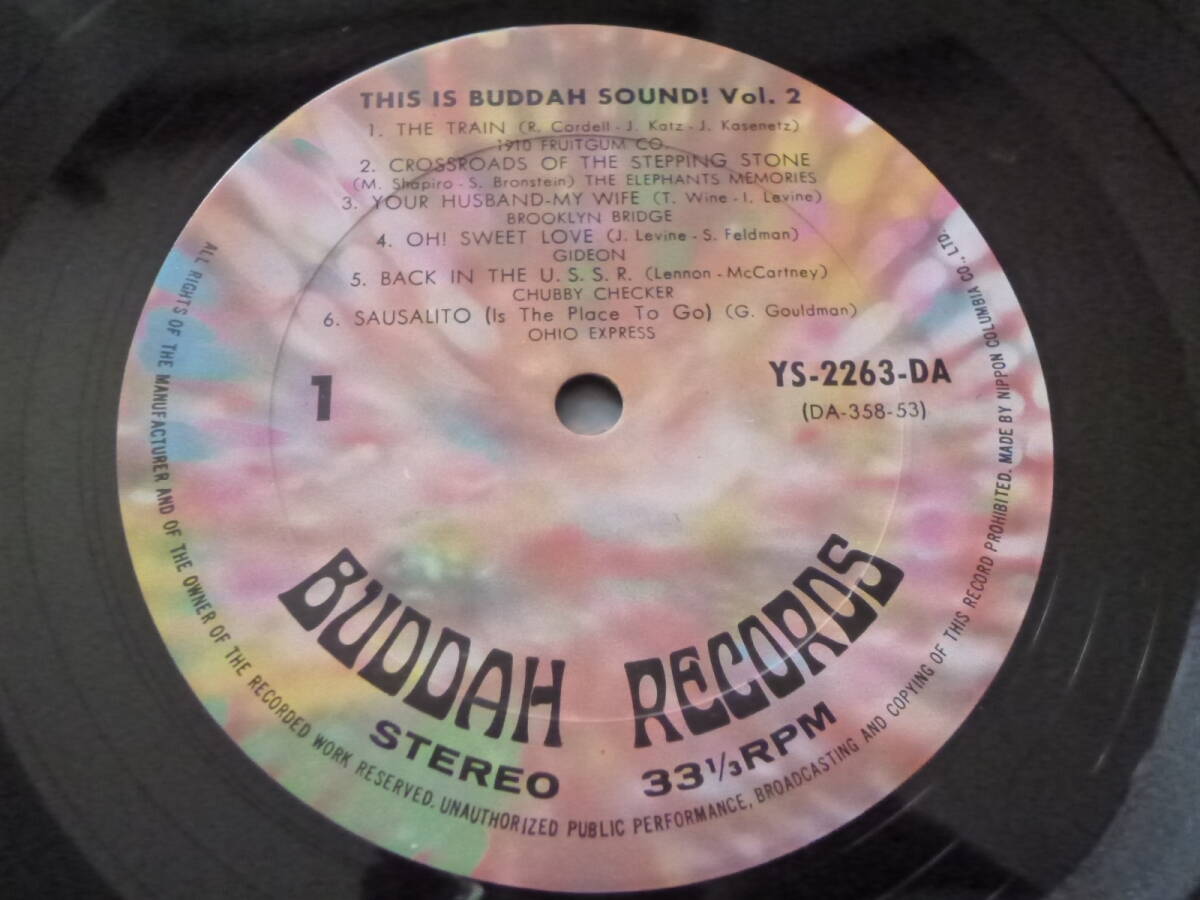 THIS IS BUDDAH SOUND! Vol. 2
1. THE TRAIN (R. Cordell - J. Katz - J. Kasenetz)
1910 FRUITGUM CO.
2. CROSSROADS OF THE STEPPING STONE
(M. Shapiro - S. Bronstein) THE ELEPHANTS MEMORIES
3. YOUR HUSBAND-MY WIFE (T. Wine - I. Levine)
BROOKLYN BRIDGE
4. OH! SWEET LOVE (J. Levine - S. Feldman)
GIDEON
5. BACK IN THE U. S. S. R. (Lennon - McCartney)
CHUBBY CHECKER
6. SAUSALITO (Is The Place To Go) (G. Gouldman)
OHIO EXPRESS
1
YS-2263-DA
(DA-358-53)
BUDDAH RECORDS
STEREO 33⅓RPM
ALL RIGHTS OF THE MANUFACTURER AND OF THE OWNER OF THE RECORDED WORK RESERVED. UNAUTHORIZED PUBLIC PERFORMANCE, BROADCASTING AND COPYING OF THIS RECORD PROHIBITED. MADE BY NIPPON COLUMBIA CO., LTD.